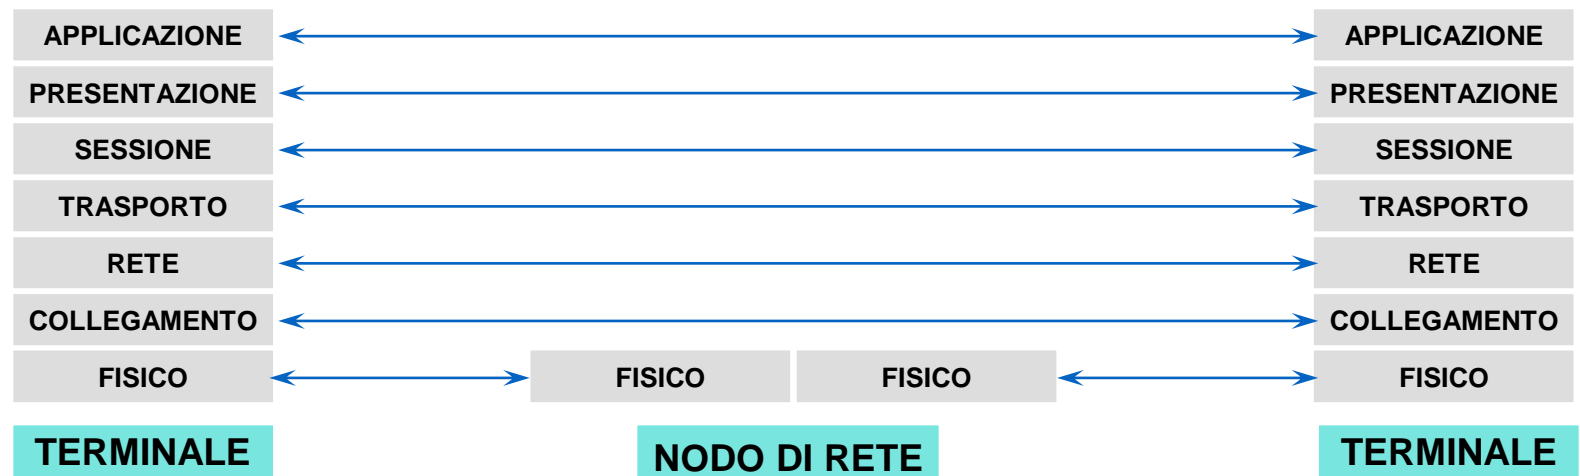 APPLICAZIONE APPLICAZIONE
PRESENTAZIONE PRESENTAZIONE
SESSIONE SESSIONE
TRASPORTO TRASPORTO
RETE RETE
COLLEGAMENTO COLLEGAMENTO
FISICO FISICO FISICO FISICO
TERMINALE NODO DI RETE TERMINALE